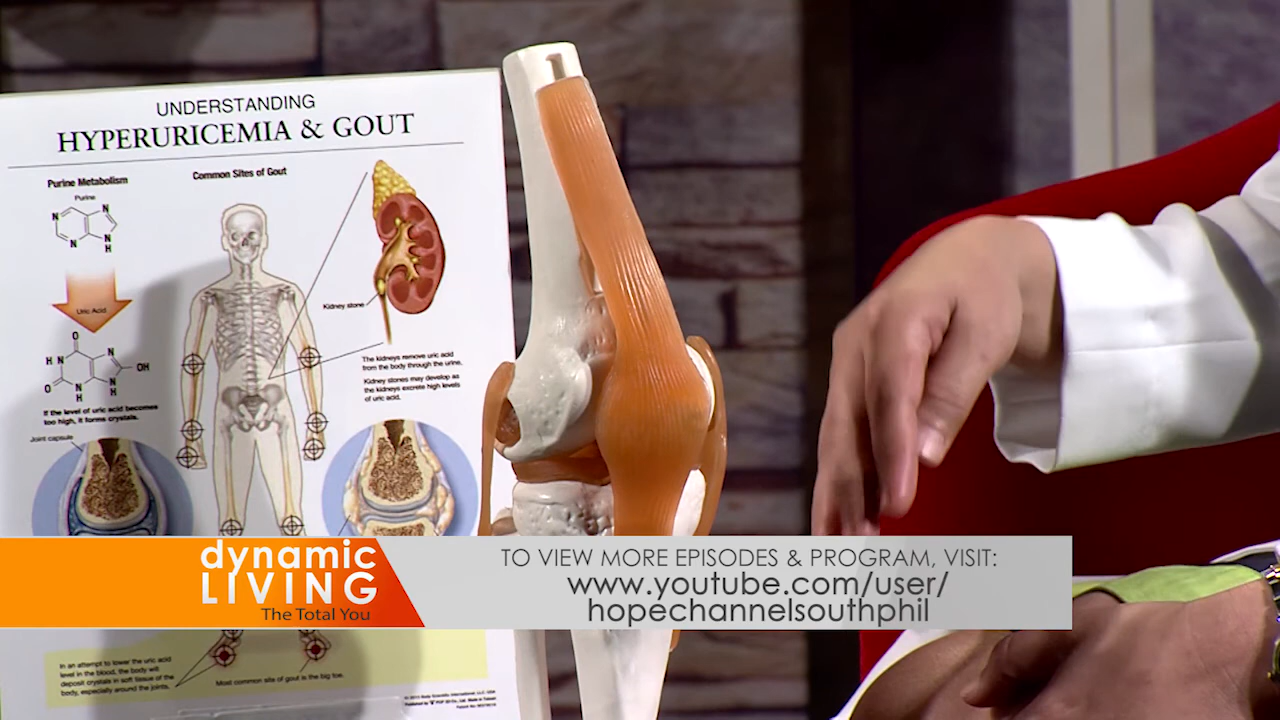 UNDERSTANDING
HYPERURICEMIA & GOUT
Purine Metabolism
Purine
N
N
N
N
H
Uric Acid
O
H
N
N
OH
O
N
H
N
H
If the level of uric acid becomes
too high, it forms crystals.
Joint capsule
Common Sites of Gout
Kidney stone
The kidneys remove uric acid
from the body through the urine.
Kidney stones may develop as
the kidneys excrete high levels
of uric acid.
dynamic
LIVING
The Total You
TO VIEW MORE EPISODES & PROGRAM, VISIT:
www.youtube.com/user/
hopechannelsouthphil
In an attempt to lower the uric acid
level in the blood, the body will
deposit crystals in soft tissue of the
body, especially around the joints.
Most common site of gout is the big toe.